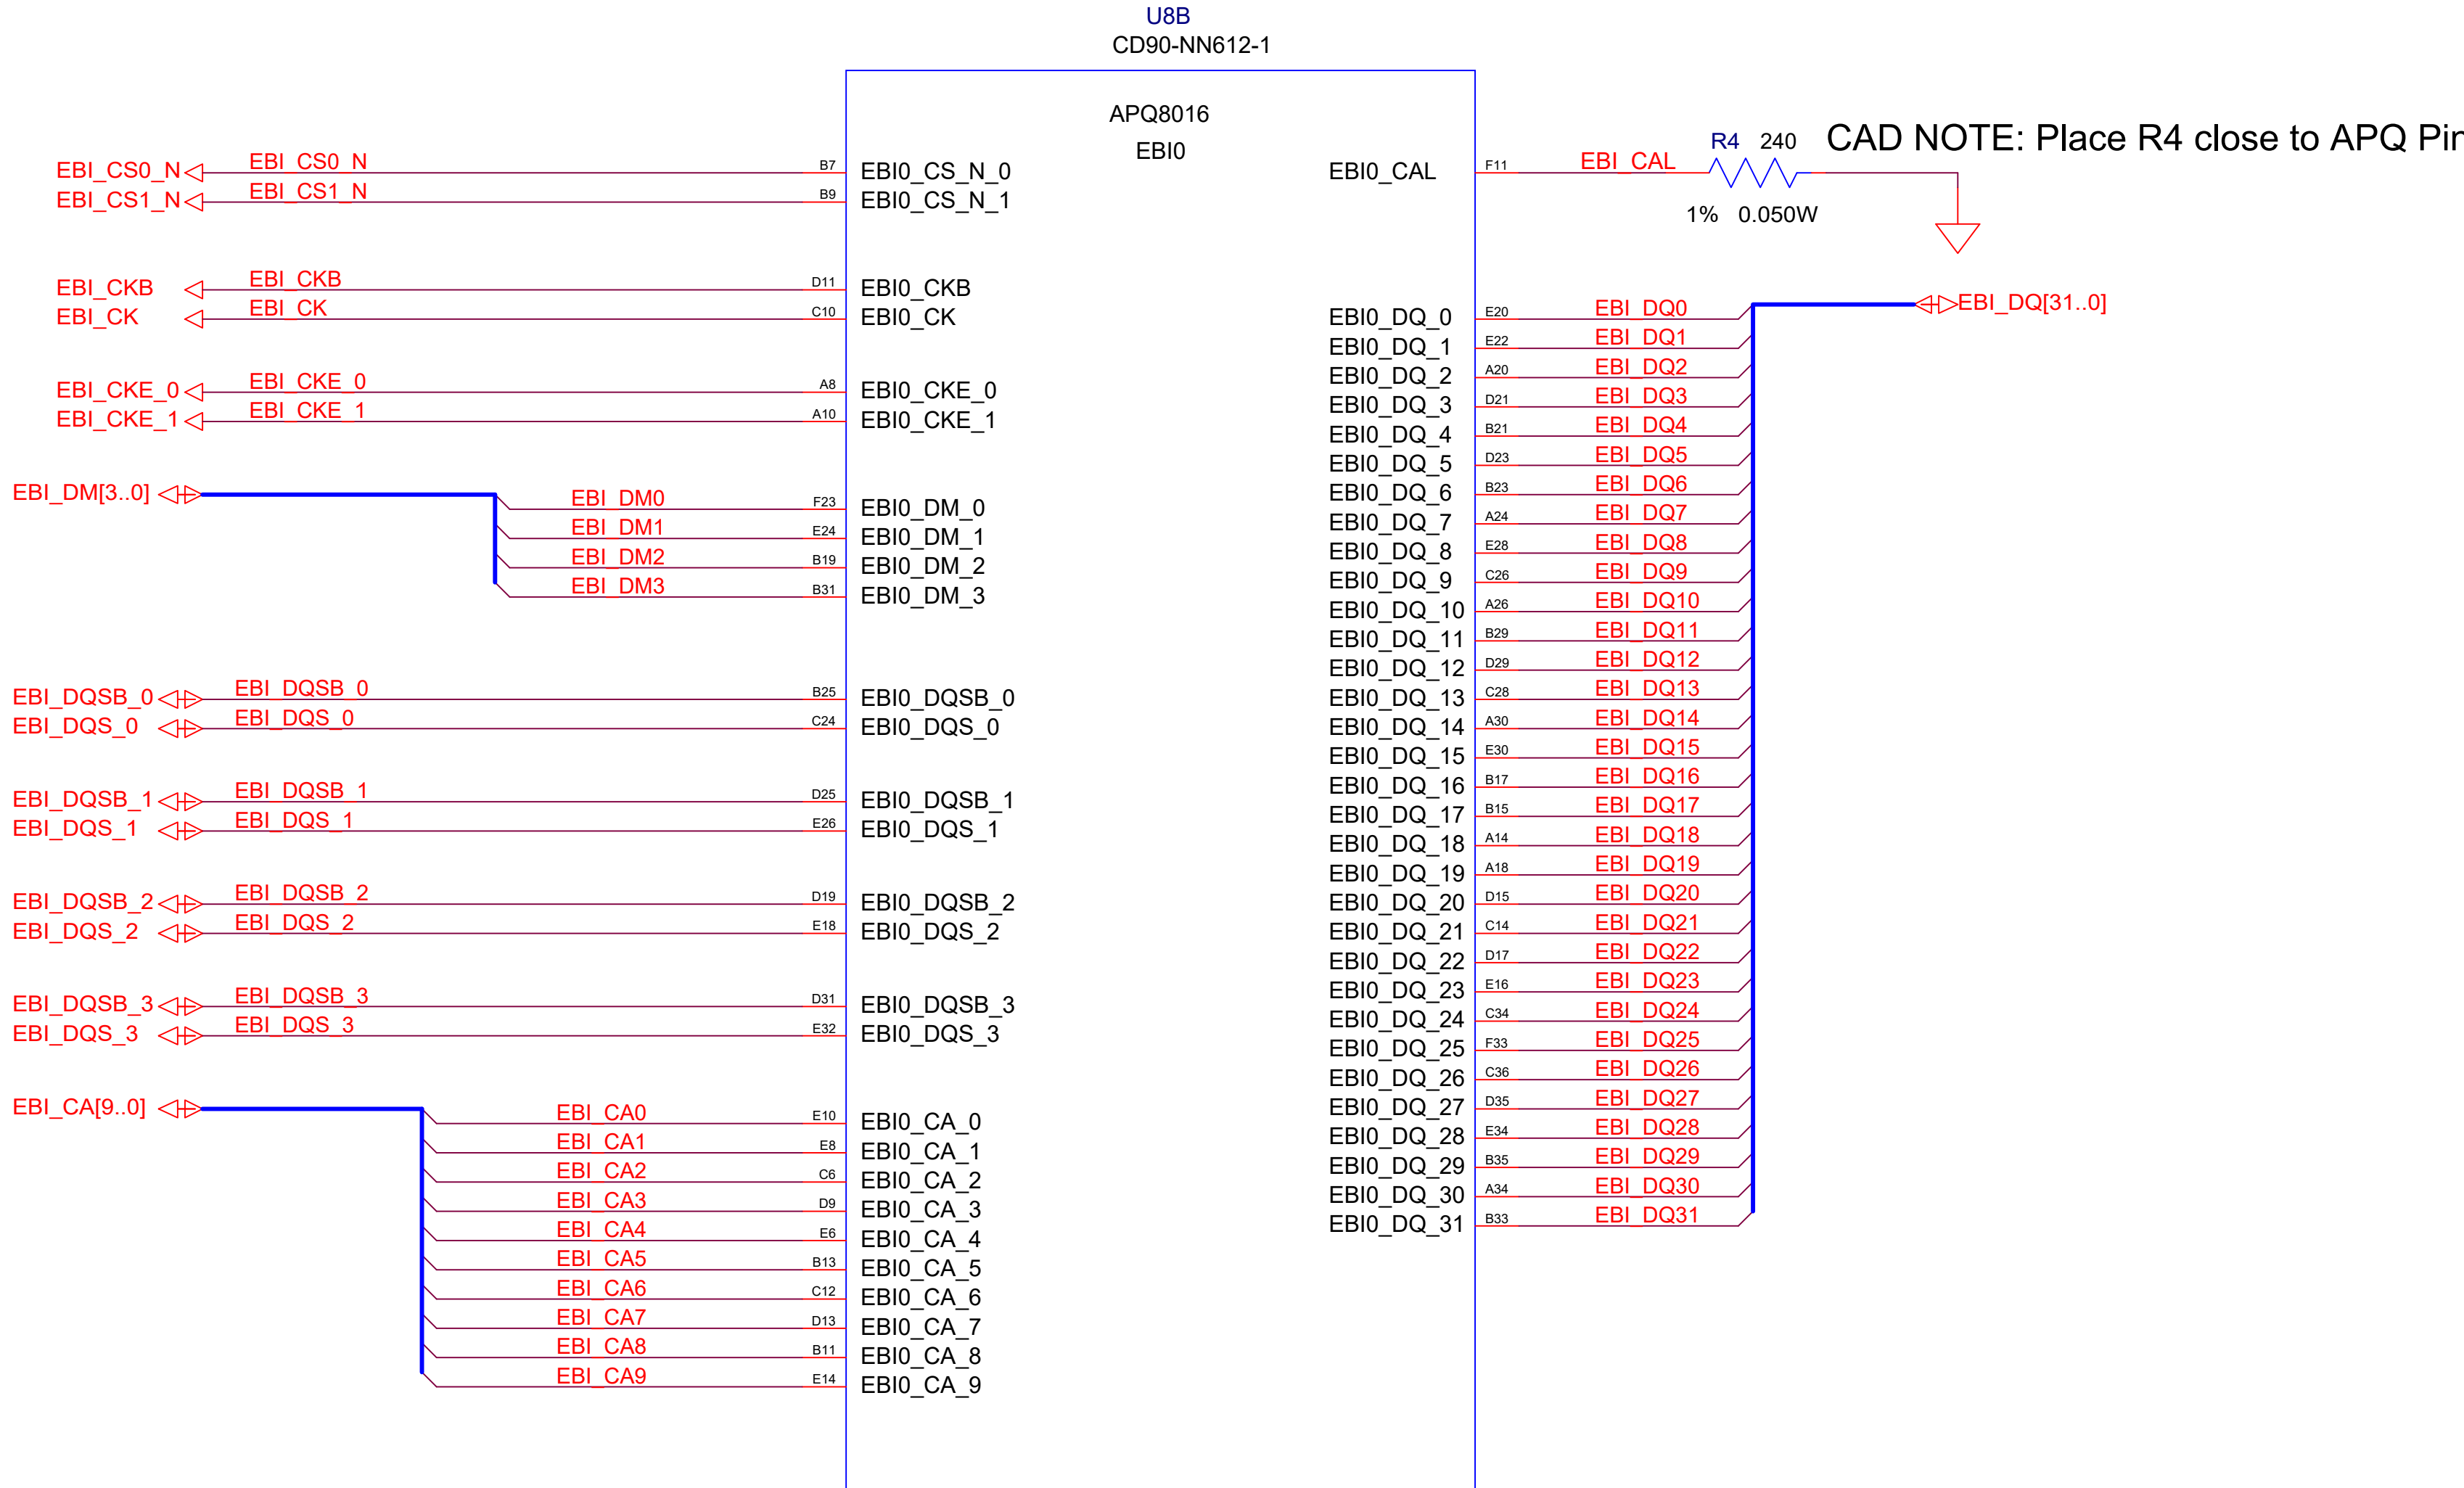 U8B
CD90-NN612-1
APQ8016
EBI0
EBI_CS0_N EBI_CS0_N B7 EBI0_CS_N_0
EBI_CS1_N EBI_CS1_N B9 EBI0_CS_N_1
EBI_CKB EBI_CKB D11 EBI0_CKB
EBI_CK EBI_CK C10 EBI0_CK
EBI_CKE_0 EBI_CKE_0 A8 EBI0_CKE_0
EBI_CKE_1 EBI_CKE_1 A10 EBI0_CKE_1
EBI_DM[3..0]
EBI_DM0 F23 EBI0_DM_0
EBI_DM1 E24 EBI0_DM_1
EBI_DM2 B19 EBI0_DM_2
EBI_DM3 B31 EBI0_DM_3
EBI_DQSB_0 EBI_DQSB_0 B25 EBI0_DQSB_0
EBI_DQS_0 EBI_DQS_0 C24 EBI0_DQS_0
EBI_DQSB_1 EBI_DQSB_1 D25 EBI0_DQSB_1
EBI_DQS_1 EBI_DQS_1 E26 EBI0_DQS_1
EBI_DQSB_2 EBI_DQSB_2 D19 EBI0_DQSB_2
EBI_DQS_2 EBI_DQS_2 E18 EBI0_DQS_2
EBI_DQSB_3 EBI_DQSB_3 D31 EBI0_DQSB_3
EBI_DQS_3 EBI_DQS_3 E32 EBI0_DQS_3
EBI_CA[9..0]
EBI_CA0 E10 EBI0_CA_0
EBI_CA1 E8 EBI0_CA_1
EBI_CA2 C6 EBI0_CA_2
EBI_CA3 D9 EBI0_CA_3
EBI_CA4 E6 EBI0_CA_4
EBI_CA5 B13 EBI0_CA_5
EBI_CA6 C12 EBI0_CA_6
EBI_CA7 D13 EBI0_CA_7
EBI_CA8 B11 EBI0_CA_8
EBI_CA9 E14 EBI0_CA_9
R4 240 CAD NOTE: Place R4 close to APQ Pin
EBI0_CAL F11 EBI_CAL
1% 0.050W
EBI_DQ[31..0]
EBI0_DQ_0 E20 EBI_DQ0
EBI0_DQ_1 E22 EBI_DQ1
EBI0_DQ_2 A20 EBI_DQ2
EBI0_DQ_3 D21 EBI_DQ3
EBI0_DQ_4 B21 EBI_DQ4
EBI0_DQ_5 D23 EBI_DQ5
EBI0_DQ_6 B23 EBI_DQ6
EBI0_DQ_7 A24 EBI_DQ7
EBI0_DQ_8 E28 EBI_DQ8
EBI0_DQ_9 C26 EBI_DQ9
EBI0_DQ_10 A26 EBI_DQ10
EBI0_DQ_11 B29 EBI_DQ11
EBI0_DQ_12 D29 EBI_DQ12
EBI0_DQ_13 C28 EBI_DQ13
EBI0_DQ_14 A30 EBI_DQ14
EBI0_DQ_15 E30 EBI_DQ15
EBI0_DQ_16 B17 EBI_DQ16
EBI0_DQ_17 B15 EBI_DQ17
EBI0_DQ_18 A14 EBI_DQ18
EBI0_DQ_19 A18 EBI_DQ19
EBI0_DQ_20 D15 EBI_DQ20
EBI0_DQ_21 C14 EBI_DQ21
EBI0_DQ_22 D17 EBI_DQ22
EBI0_DQ_23 E16 EBI_DQ23
EBI0_DQ_24 C34 EBI_DQ24
EBI0_DQ_25 F33 EBI_DQ25
EBI0_DQ_26 C36 EBI_DQ26
EBI0_DQ_27 D35 EBI_DQ27
EBI0_DQ_28 E34 EBI_DQ28
EBI0_DQ_29 B35 EBI_DQ29
EBI0_DQ_30 A34 EBI_DQ30
EBI0_DQ_31 B33 EBI_DQ31